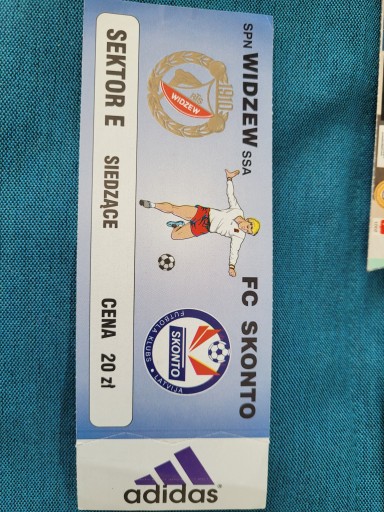 SPN WIDZEW SSA
FC SKONTO
1910
WIDZEW
SKONTO
FUTBOLA KLUBS • LATVIJA
SEKTOR E SIEDZĄCE CENA 20 zł
adidas